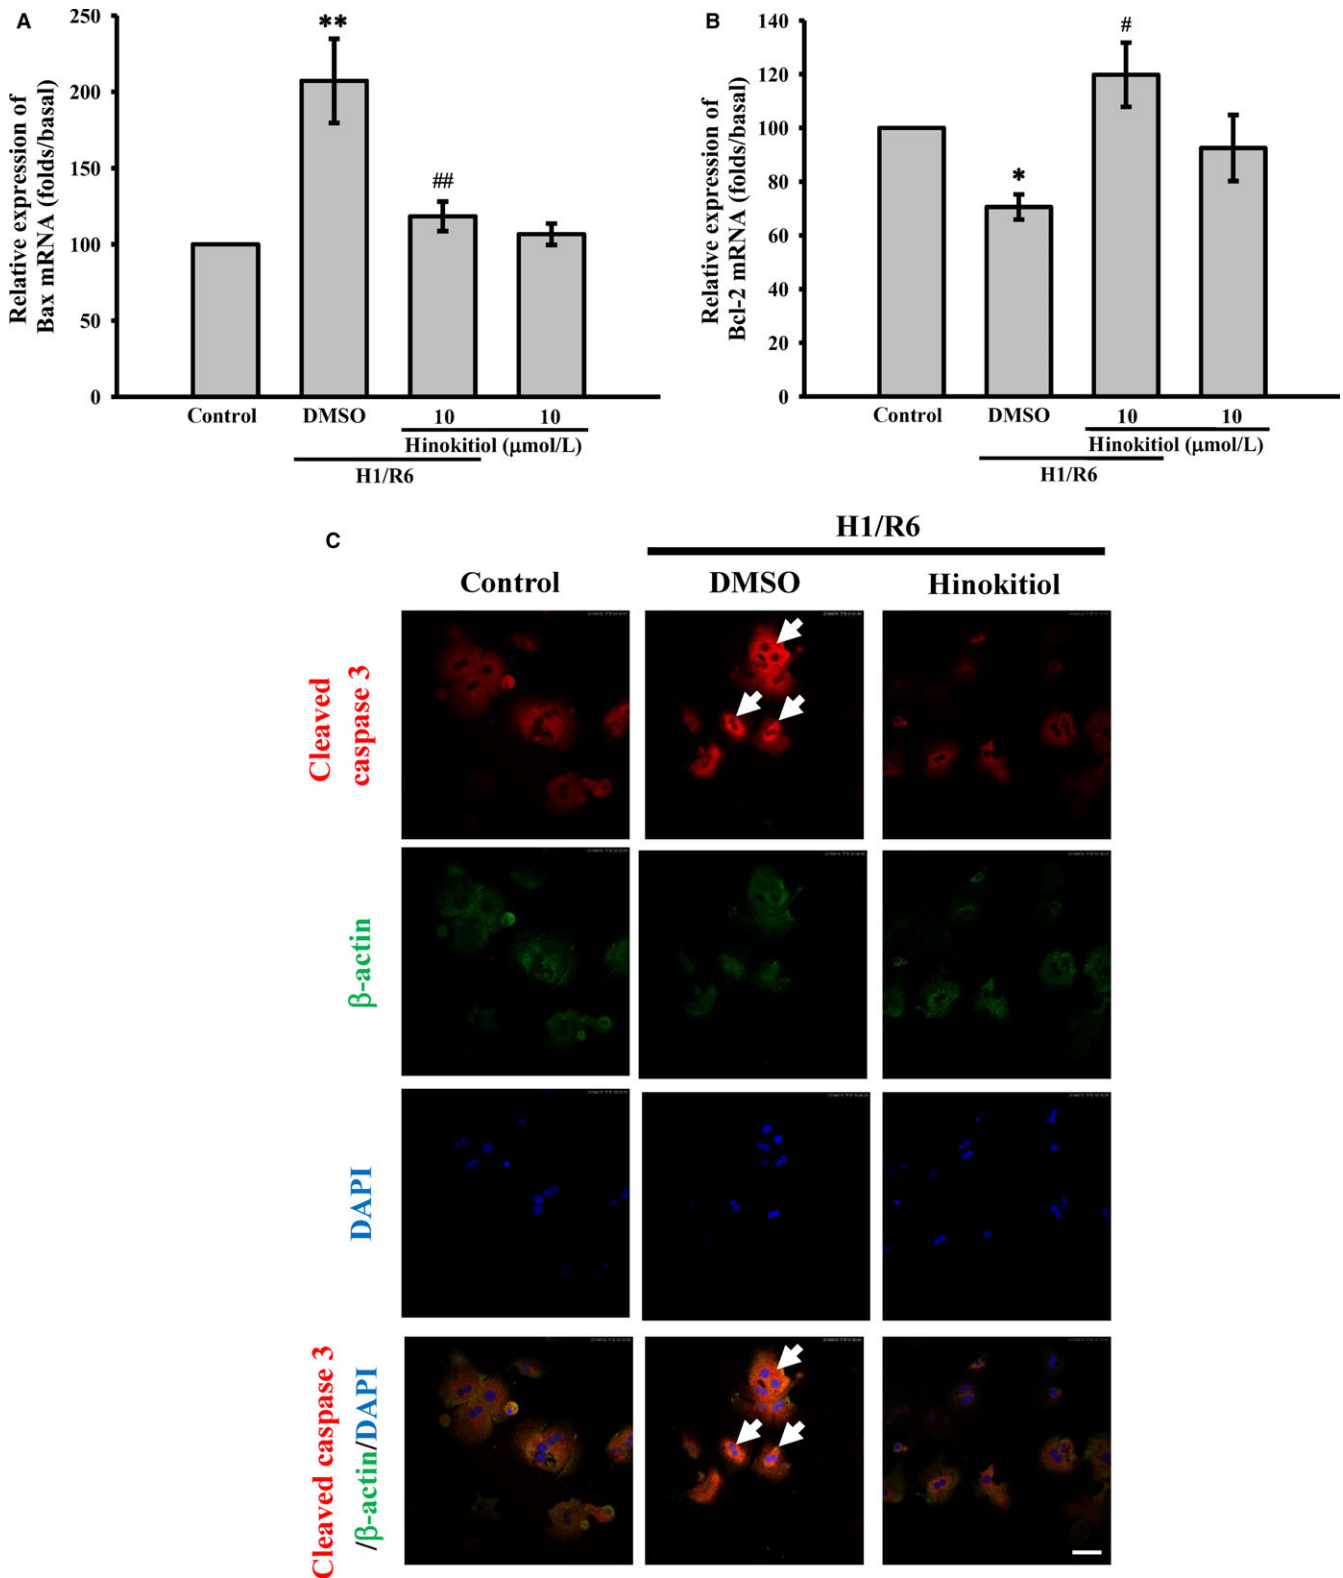 A
Relative expression of
Bax mRNA (folds/basal)
250
200
150
100
50
0
**
##
Control
DMSO
10
10
Hinokitiol (μmol/L)
H1/R6
B
Relative expression of
Bcl-2 mRNA (folds/basal)
140
120
100
80
60
40
20
0
*
#
Control
DMSO
10
10
Hinokitiol (μmol/L)
H1/R6
C
H1/R6
Control
DMSO
Hinokitiol
Cleaved
caspase 3
β-actin
DAPI
Cleaved caspase 3
/β-actin/DAPI